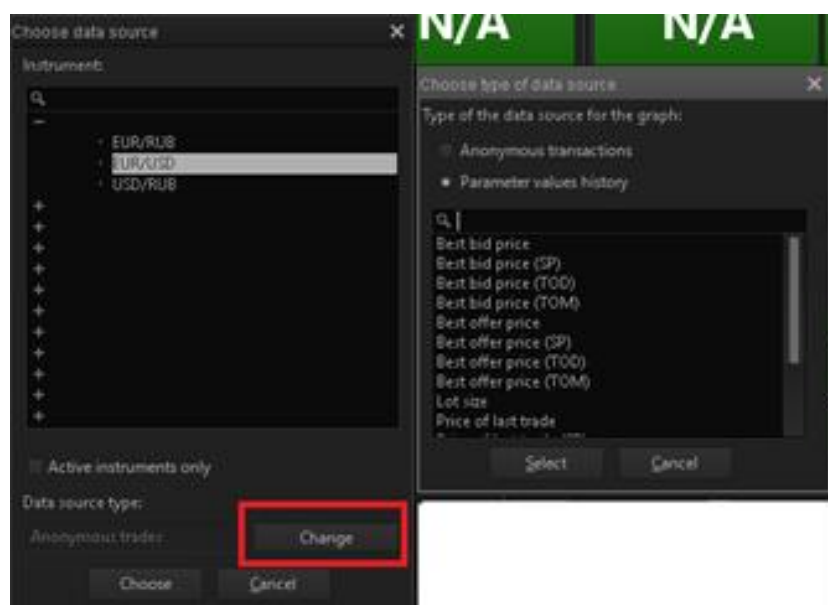 Choose data source
Instrument:
EUR/RUB
EUR/USD
USD/RUB
Active instruments only
Data source type:
Anonymous trades
Change
Choose
Cancel
N/A
N/A
Choose type of data source
Type of the data source for the graph:
Anonymous transactions
Parameter values history
Best bid price
Best bid price (SP)
Best bid price (TOD)
Best bid price (TOM)
Best offer price
Best offer price (SP)
Best offer price (TOD)
Best offer price (TOM)
Lot size
Price of last trade
Select
Cancel